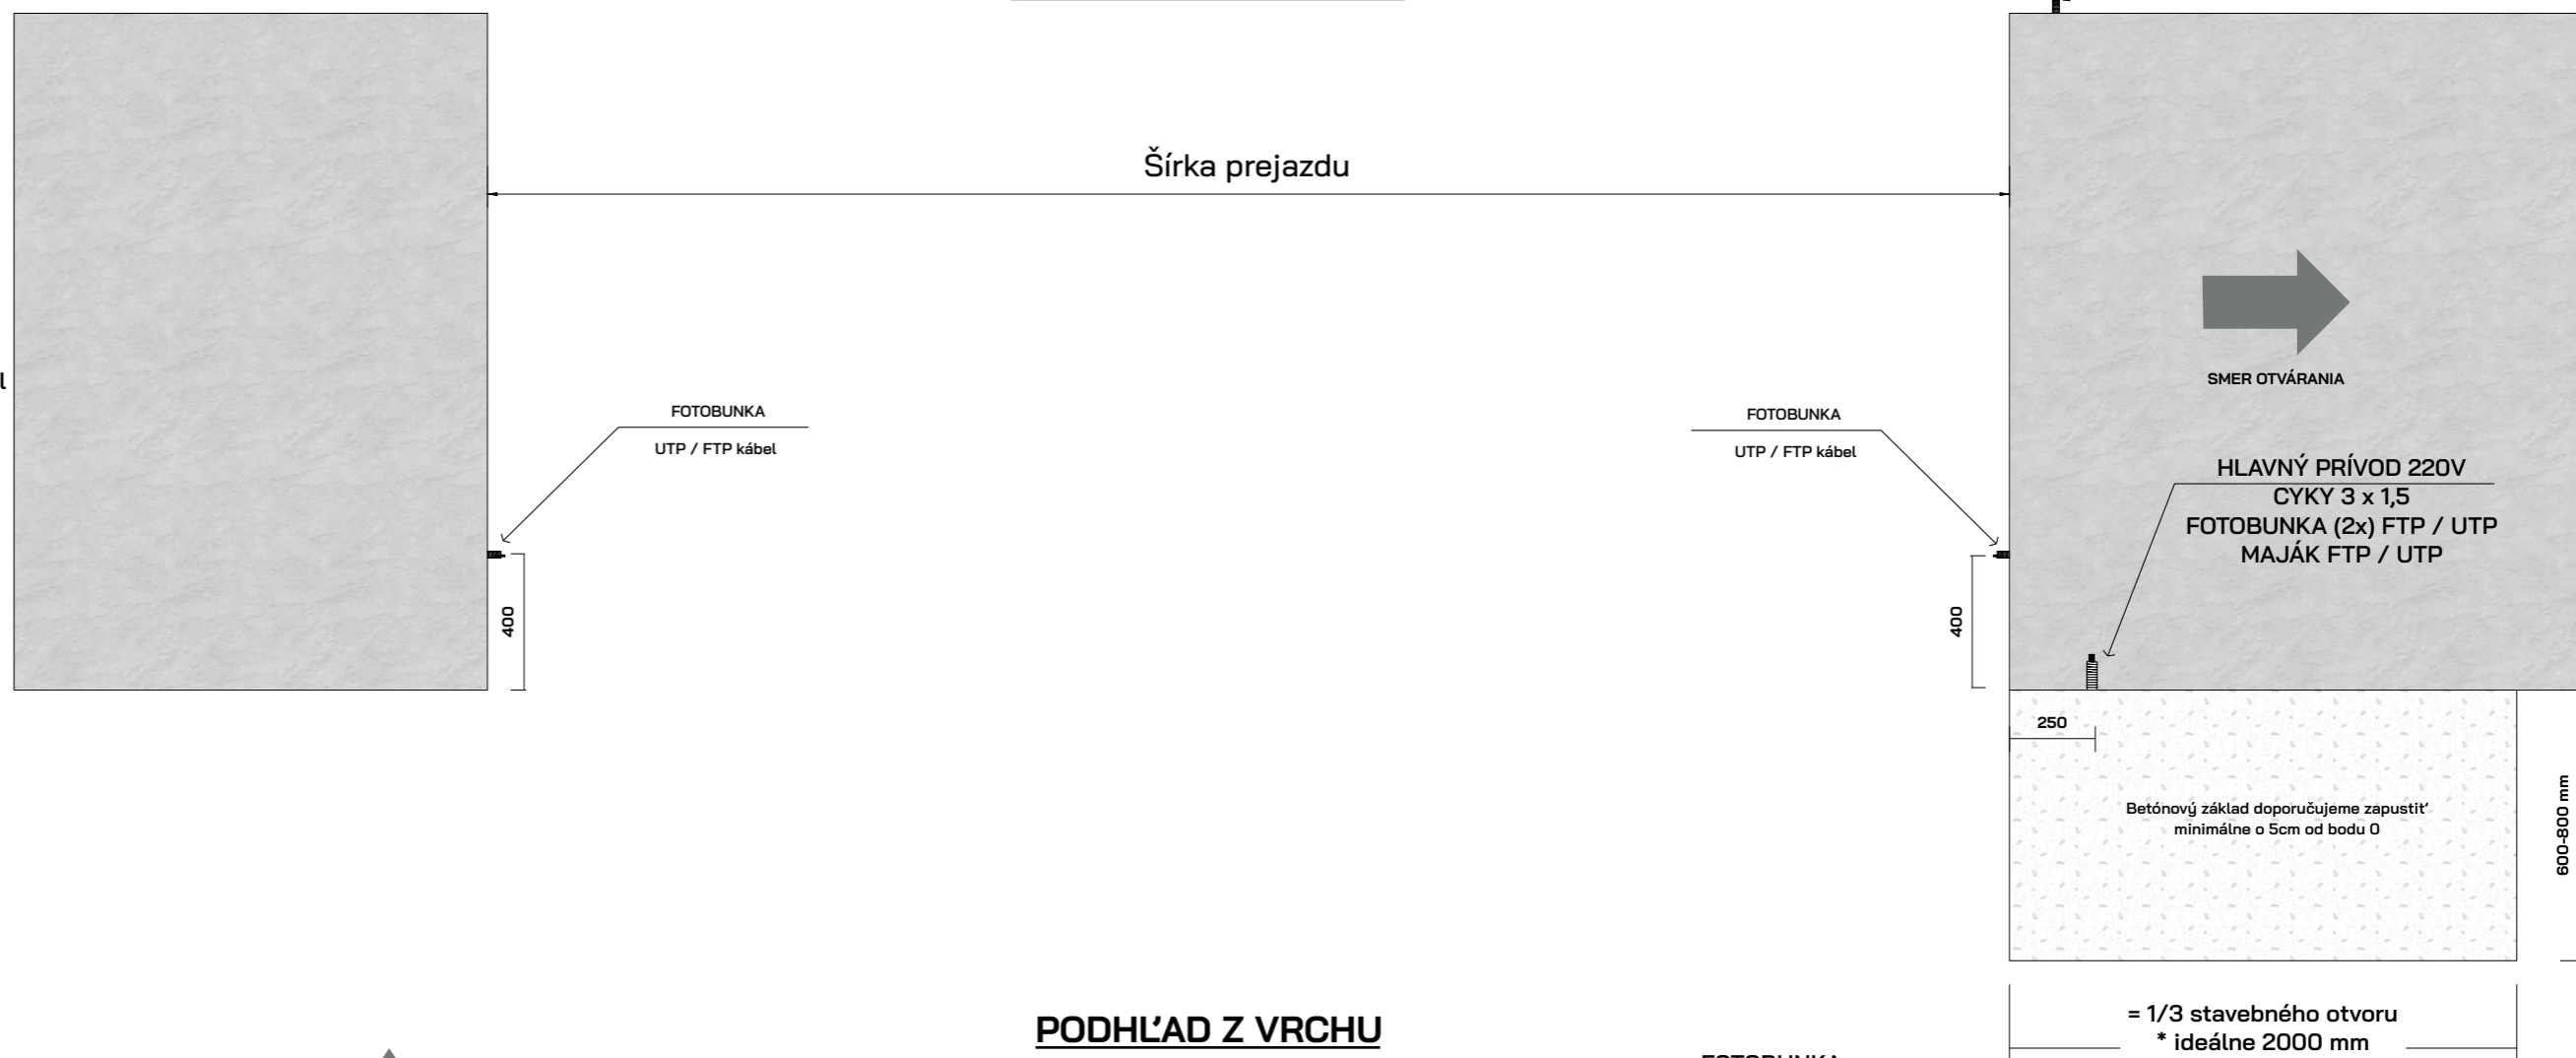 Šírka prejazdu
SMER OTVÁRANIA
FOTOBUNKA
UTP / FTP kábel
FOTOBUNKA
UTP / FTP kábel
HLAVNÝ PRÍVOD 220V
CYKY 3 x 1,5
FOTOBUNKA (2x) FTP / UTP
MAJÁK FTP / UTP
400
400
250
Betónový základ doporučujeme zapustiť
minimálne o 5cm od bodu 0
600-800 mm
= 1/3 stavebného otvoru
* ideálne 2000 mm
PODHĽAD Z VRCHU
FOTOBUNKA